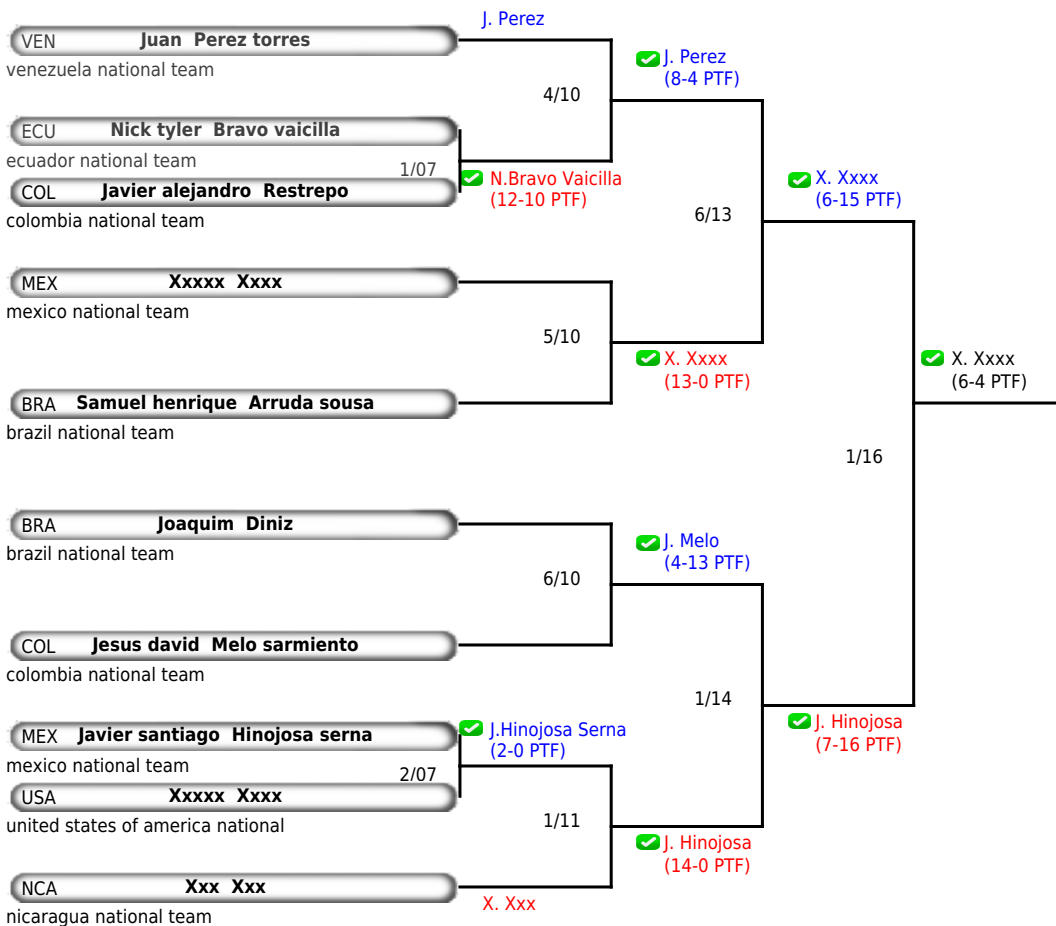 J. Perez
VEN Juan Perez torres
venezuela national team
J. Perez
(8-4 PTF)
4/10
ECU Nick tyler Bravo vaicilla
ecuador national team
1/07
COL Javier alejandro Restrepo
colombia national team
N.Bravo Vaicilla
(12-10 PTF)
X. Xxxx
(6-15 PTF)
6/13
MEX Xxxxx Xxxx
mexico national team
5/10
X. Xxxx
(13-0 PTF)
X. Xxxx
(6-4 PTF)
BRA Samuel henrique Arruda sousa
brazil national team
1/16
BRA Joaquim Diniz
brazil national team
J. Melo
(4-13 PTF)
6/10
COL Jesus david Melo sarmiento
colombia national team
1/14
J. Hinojosa
(7-16 PTF)
MEX Javier santiago Hinojosa serna
mexico national team
J.Hinojosa Serna
(2-0 PTF)
2/07
USA Xxxxx Xxxx
united states of america national
1/11
J. Hinojosa
(14-0 PTF)
NCA Xxx Xxx
nicaragua national team
X. Xxx